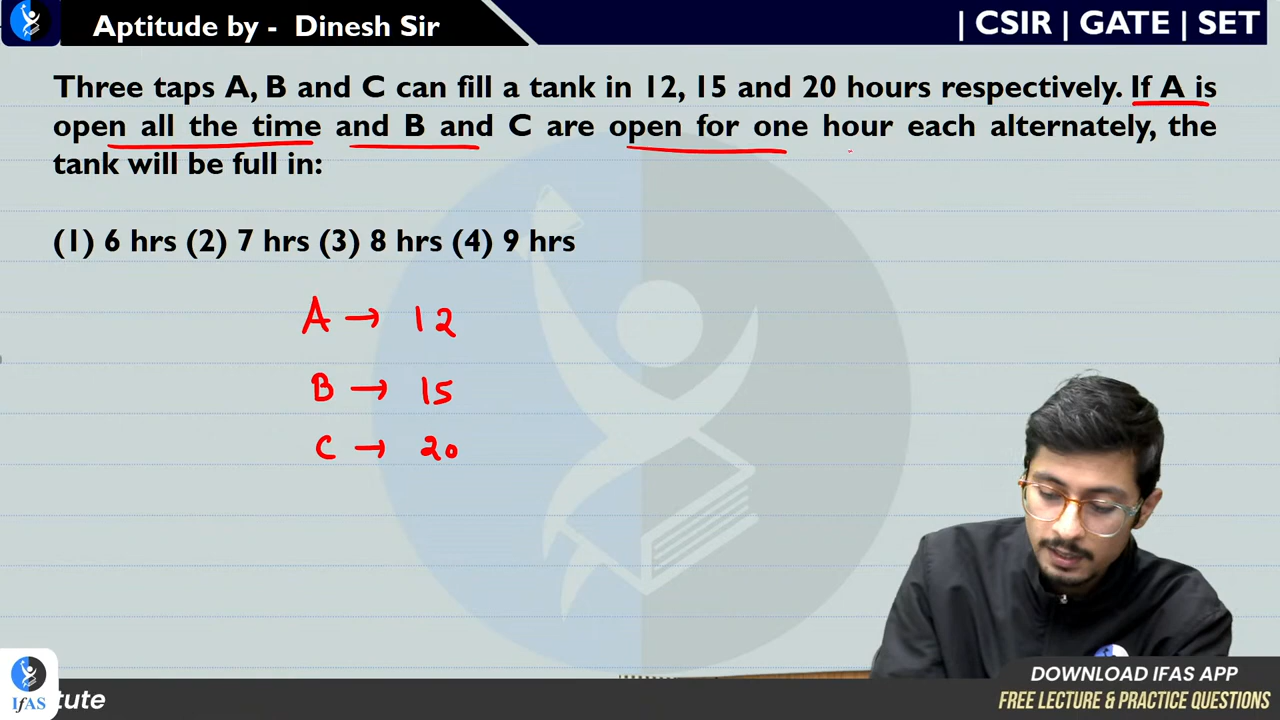 Aptitude by - Dinesh Sir
| CSIR | GATE | SET
Three taps A, B and C can fill a tank in 12, 15 and 20 hours respectively. If A is
open all the time and B and C are open for one hour each alternately, the
tank will be full in:
(1) 6 hrs (2) 7 hrs (3) 8 hrs (4) 9 hrs
A → 12
B → 15
C → 20
DOWNLOAD IFAS APP
FREE LECTURE & PRACTICE QUESTIONS
IfAS
tute